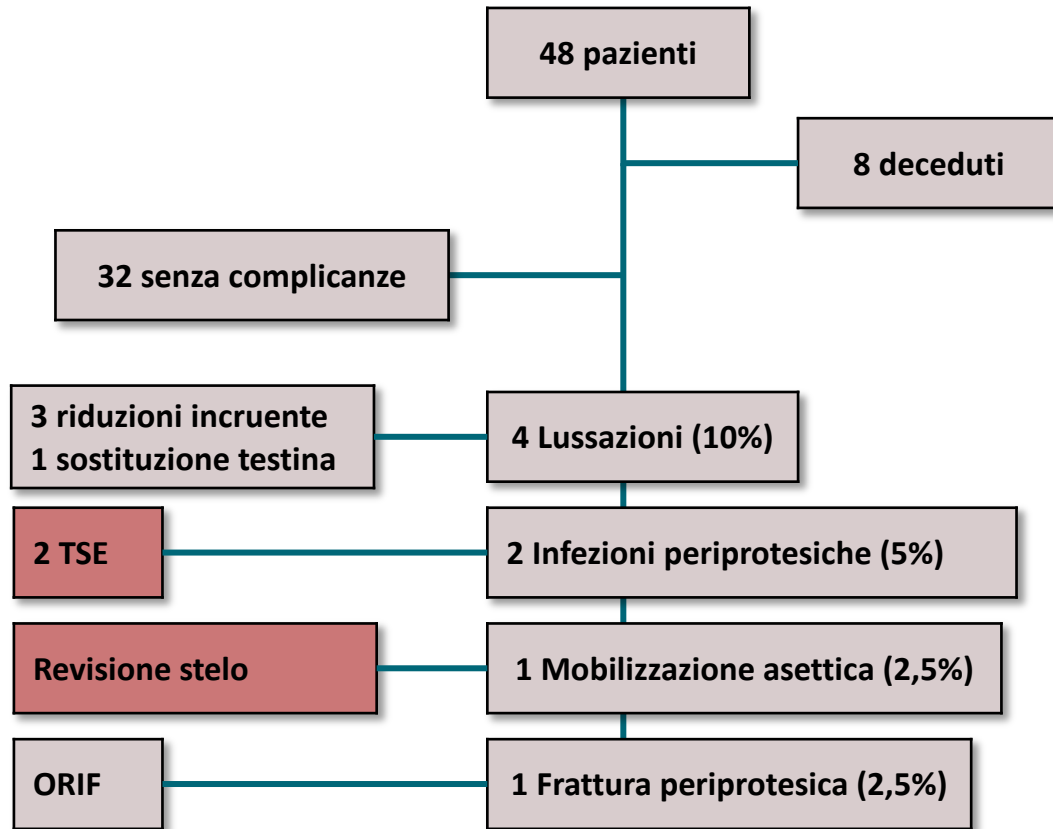 48 pazienti
8 deceduti
32 senza complicanze
3 riduzioni incruente
1 sostituzione testina
4 Lussazioni (10%)
2 TSE
2 Infezioni periprotesiche (5%)
Revisione stelo
1 Mobilizzazione asettica (2,5%)
ORIF
1 Frattura periprotesica (2,5%)